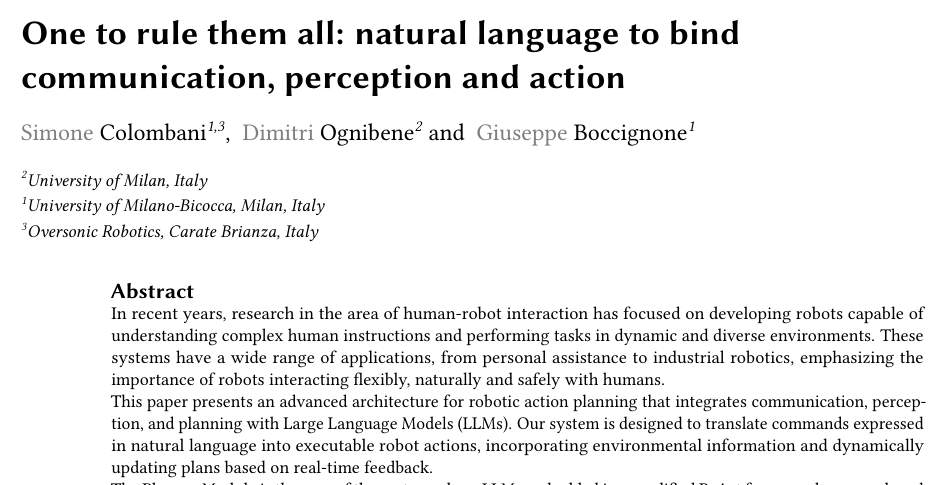 One to rule them all: natural language to bind
communication, perception and action
Simone Colombani1,3, Dimitri Ognibene2 and Giuseppe Boccignone1
2University of Milan, Italy
1University of Milano-Bicocca, Milan, Italy
3Oversonic Robotics, Carate Brianza, Italy
Abstract
In recent years, research in the area of human-robot interaction has focused on developing robots capable of
understanding complex human instructions and performing tasks in dynamic and diverse environments. These
systems have a wide range of applications, from personal assistance to industrial robotics, emphasizing the
importance of robots interacting flexibly, naturally and safely with humans.
This paper presents an advanced architecture for robotic action planning that integrates communication, percep-
tion, and planning with Large Language Models (LLMs). Our system is designed to translate commands expressed
in natural language into executable robot actions, incorporating environmental information and dynamically
updating plans based on real-time feedback.